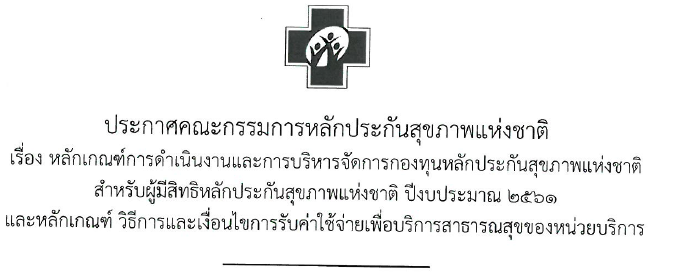 ประกาศคณะกรรมการหลักประกันสุขภาพแห่งชาติ
เรื่อง หลักเกณฑ์การดำเนินงานและการบริหารจัดการกองทุนหลักประกันสุขภาพแห่งชาติ
สำหรับผู้มีสิทธิหลักประกันสุขภาพแห่งชาติ ปีงบประมาณ ๒๕๖๑
และหลักเกณฑ์ วิธีการและเงื่อนไขการรับค่าใช้จ่ายเพื่อบริการสาธารณสุขของหน่วยบริการ